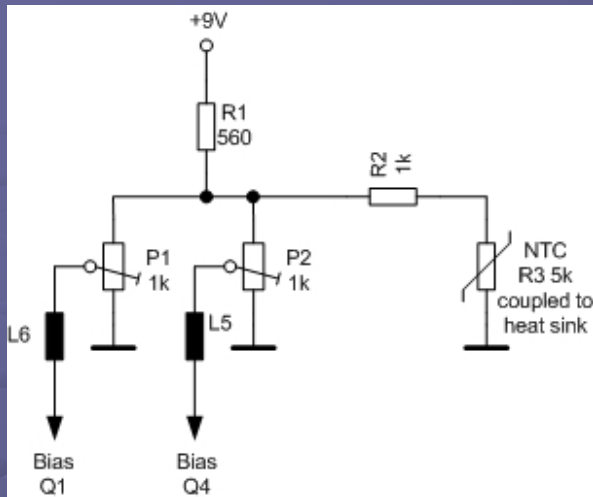 +9V
R1
560
R2
1k
P1
1k
P2
1k
NTC
R3 5k
coupled to
heat sink
L6
L5
Bias
Q1
Bias
Q4